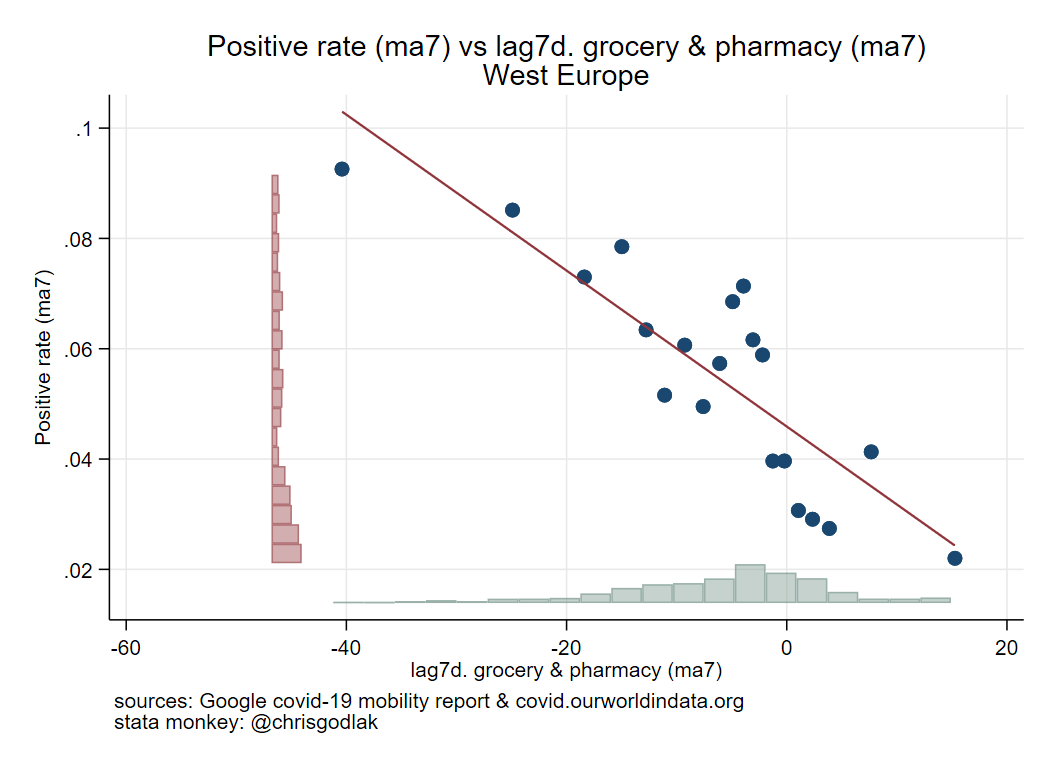 Positive rate (ma7) vs lag7d. grocery & pharmacy (ma7)
West Europe
.1
.08
.06
.04
.02
Positive rate (ma7)
-60 -40 -20 0 20
lag7d. grocery & pharmacy (ma7)
sources: Google covid-19 mobility report & covid.ourworldindata.org
stata monkey: @chrisgodlak